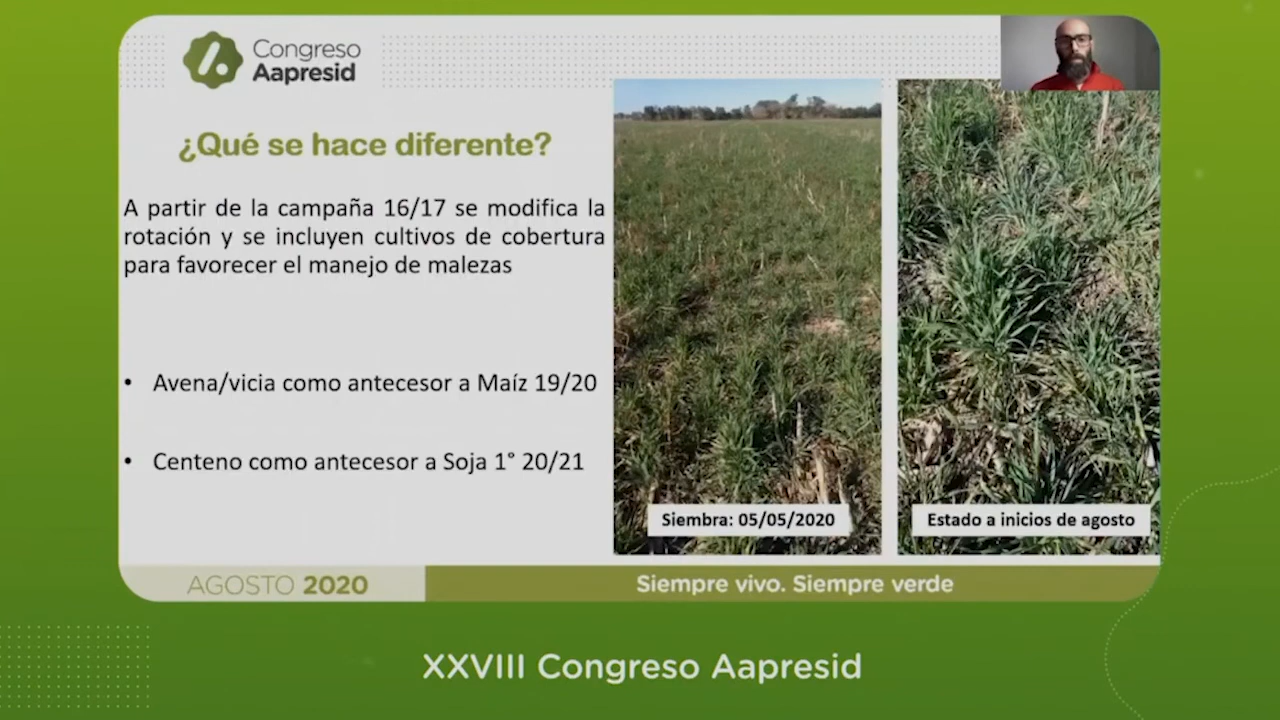 Congreso
Aapresid
¿Qué se hace diferente?
A partir de la campaña 16/17 se modifica la
rotación y se incluyen cultivos de cobertura
para favorecer el manejo de malezas
• Avena/vicia como antecesor a Maíz 19/20
• Centeno como antecesor a Soja 1° 20/21
Siembra: 05/05/2020
Estado a inicios de agosto
AGOSTO 2020
Siempre vivo. Siempre verde
XXVIII Congreso Aapresid